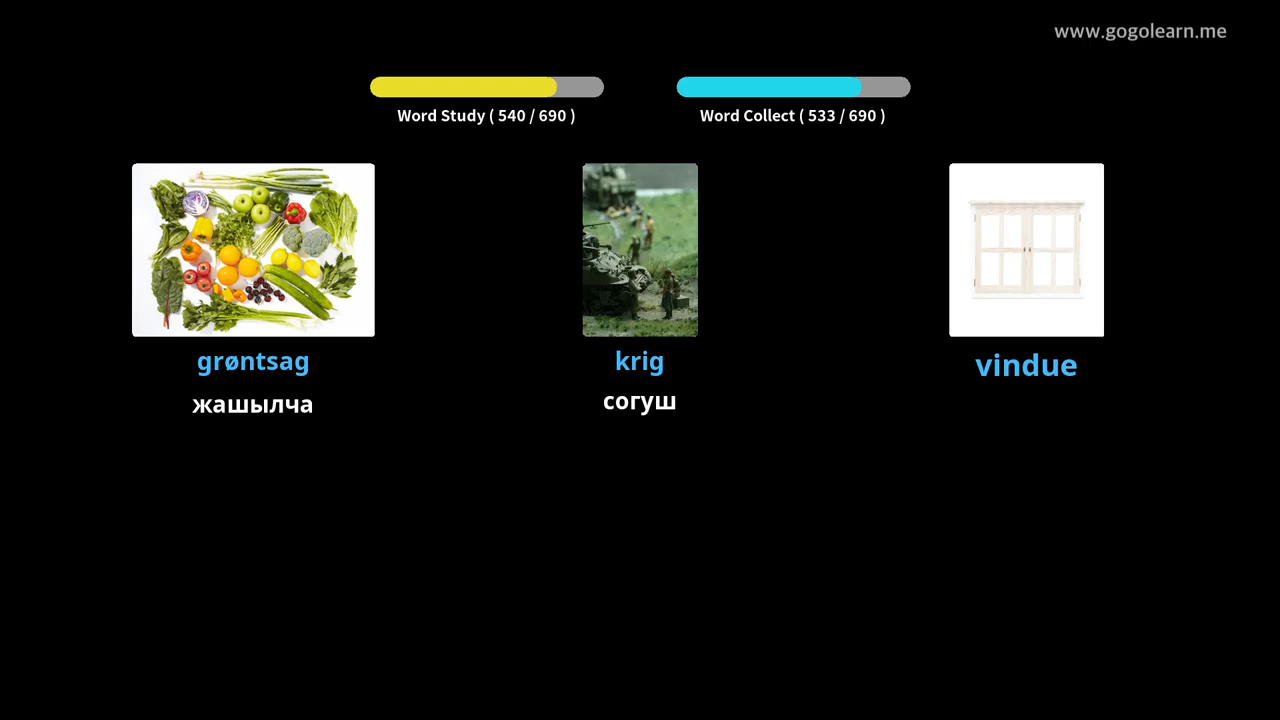 www.gogolearn.me
Word Study ( 540 / 690 )
Word Collect ( 533 / 690 )
grøntsag
krig
vindue
жашылча
согуш